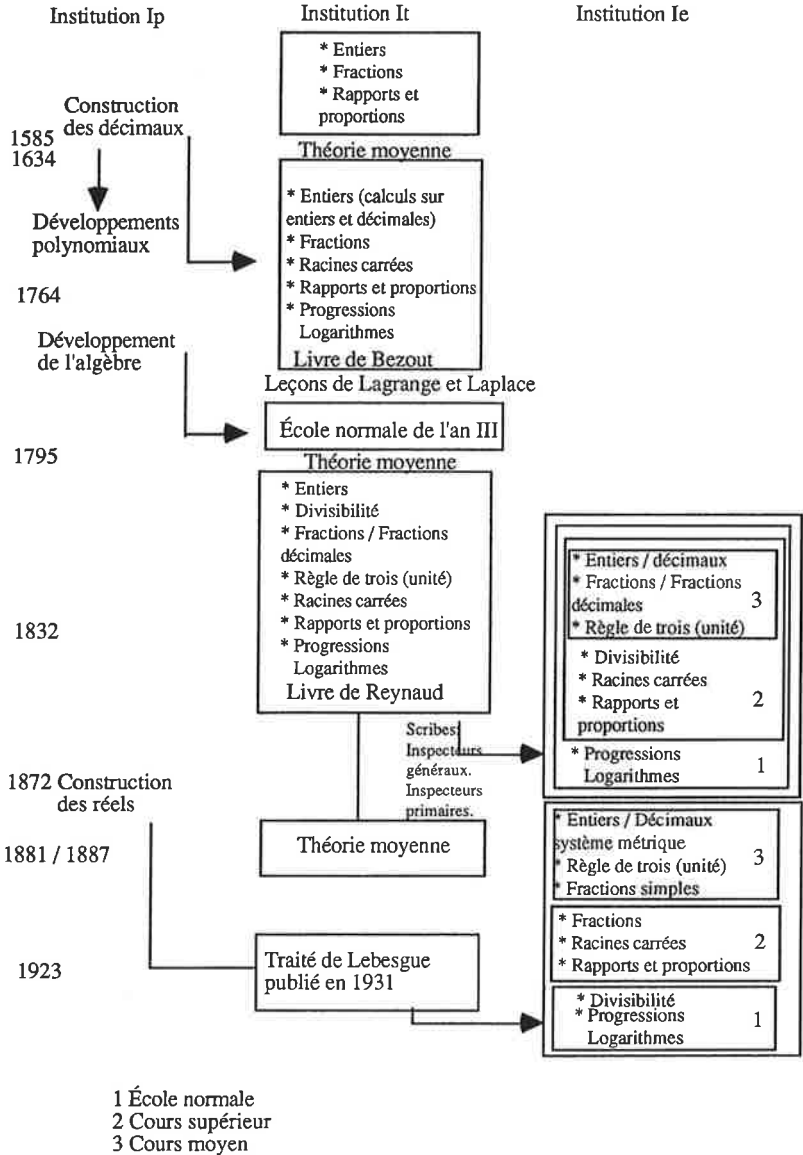 Institution Ip
Institution It
Institution Ie
* Entiers
* Fractions
* Rapports et
proportions
Construction
des décimaux
1585
1634
Théorie moyenne
* Entiers (calculs sur
entiers et décimales)
* Fractions
* Racines carrées
* Rapports et proportions
* Progressions
Logarithmes
Livre de Bezout
Développements
polynomiaux
1764
Développement
de l'algèbre
Leçons de Lagrange et Laplace
École normale de l'an III
1795
Théorie moyenne
* Entiers
* Divisibilité
* Fractions / Fractions
décimales
* Règle de trois (unité)
* Racines carrées
* Rapports et proportions
* Progressions
Logarithmes
Livre de Reynaud
1832
* Entiers / décimaux
* Fractions / Fractions
décimales
* Règle de trois (unité)
3
* Divisibilité
* Racines carrées
* Rapports et
proportions
2
* Progressions
Logarithmes
1
Scribes:
Inspecteurs
généraux.
Inspecteurs
primaires.
1872 Construction
des réels
1881 / 1887
Théorie moyenne
* Entiers / Décimaux
système métrique
* Règle de trois (unité)
* Fractions simples
3
* Fractions
* Racines carrées
* Rapports et proportions
2
1923
Traité de Lebesgue
publié en 1931
* Divisibilité
* Progressions
Logarithmes
1
1 École normale
2 Cours supérieur
3 Cours moyen